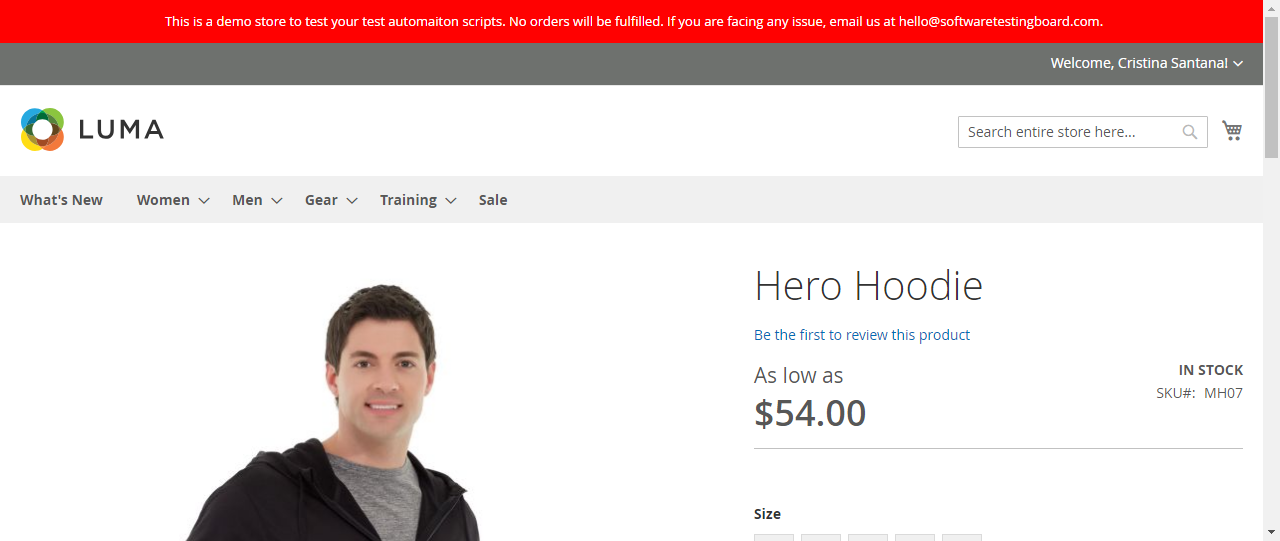 This is a demo store to test your test automaiton scripts. No orders will be fulfilled. If you are facing any issue, email us at hello@softwaretestingboard.com.
Welcome, Cristina Santana!
LUMA
Search entire store here...
What's New Women Men Gear Training Sale
Hero Hoodie
Be the first to review this product
As low as
IN STOCK
$54.00
SKU#: MH07
Size